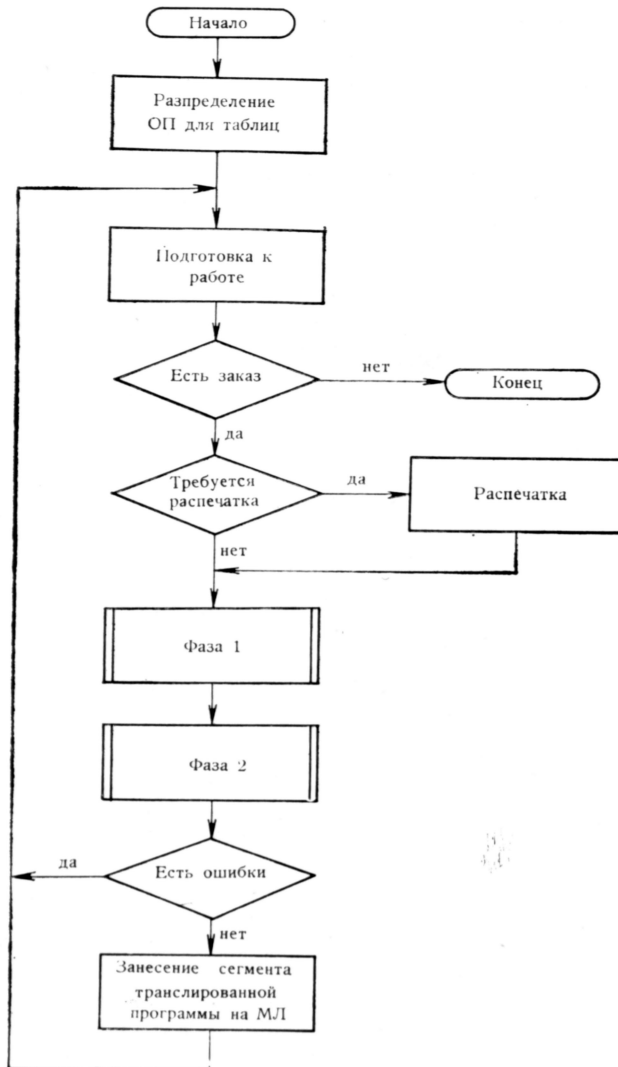 Начало
Разпределение
ОП для таблиц
Подготовка к
работе
Есть заказ
нет
Конец
да
Требуется
распечатка
да
Распечатка
нет
Фаза 1
Фаза 2
да
Есть ошибки
нет
Занесение сегмента
транслированной
программы на МЛ